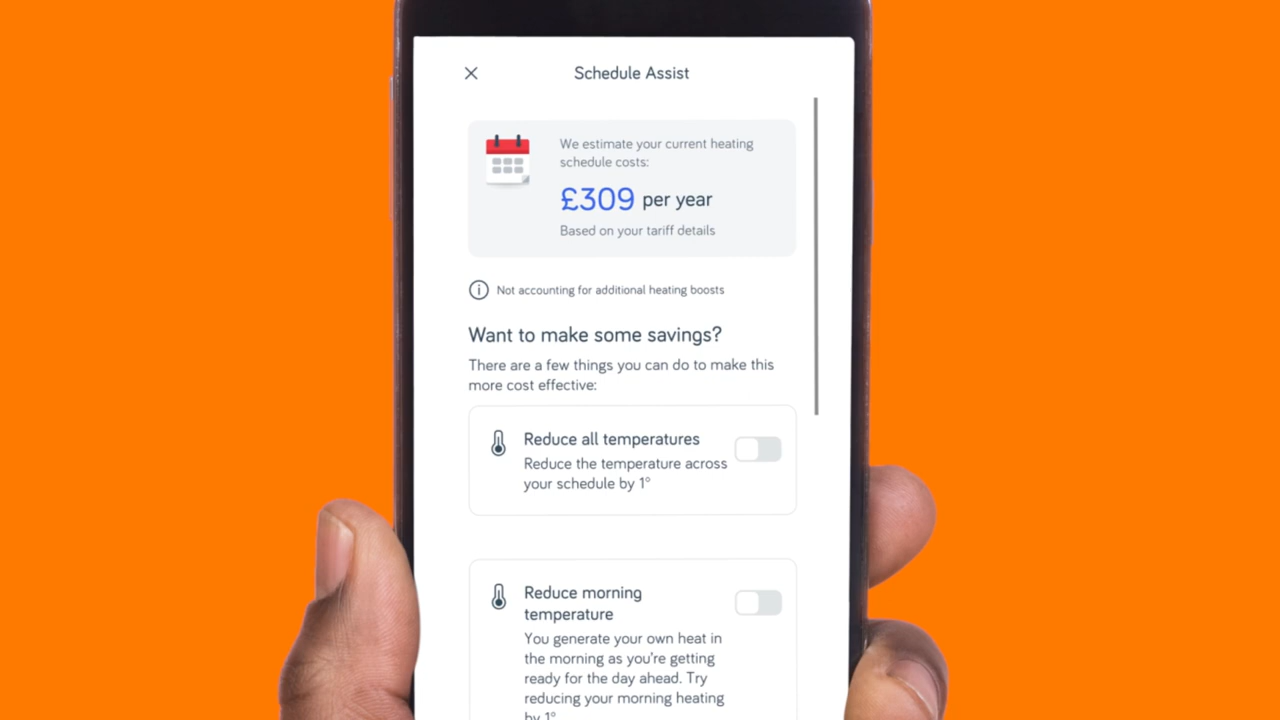 Schedule Assist
We estimate your current heating
schedule costs:
£309 per year
Based on your tariff details
Not accounting for additional heating boosts
Want to make some savings?
There are a few things you can do to make this
more cost effective:
Reduce all temperatures
Reduce the temperature across
your schedule by 1°
Reduce morning
temperature
You generate your own heat in
the morning as you're getting
ready for the day ahead. Try
reducing your morning heating
by 1°